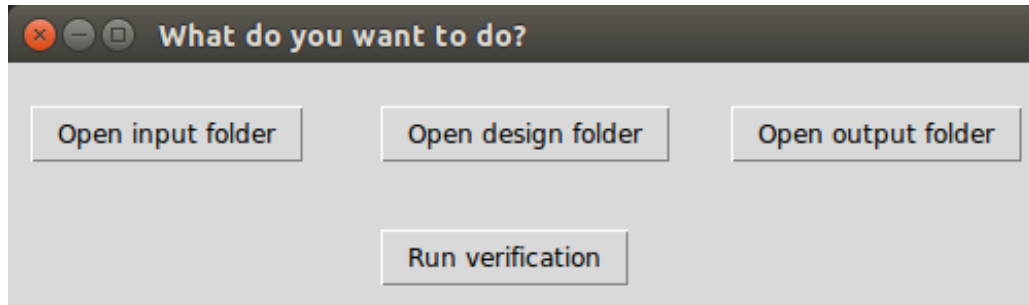 What do you want to do?
Open input folder Open design folder Open output folder
Run verification